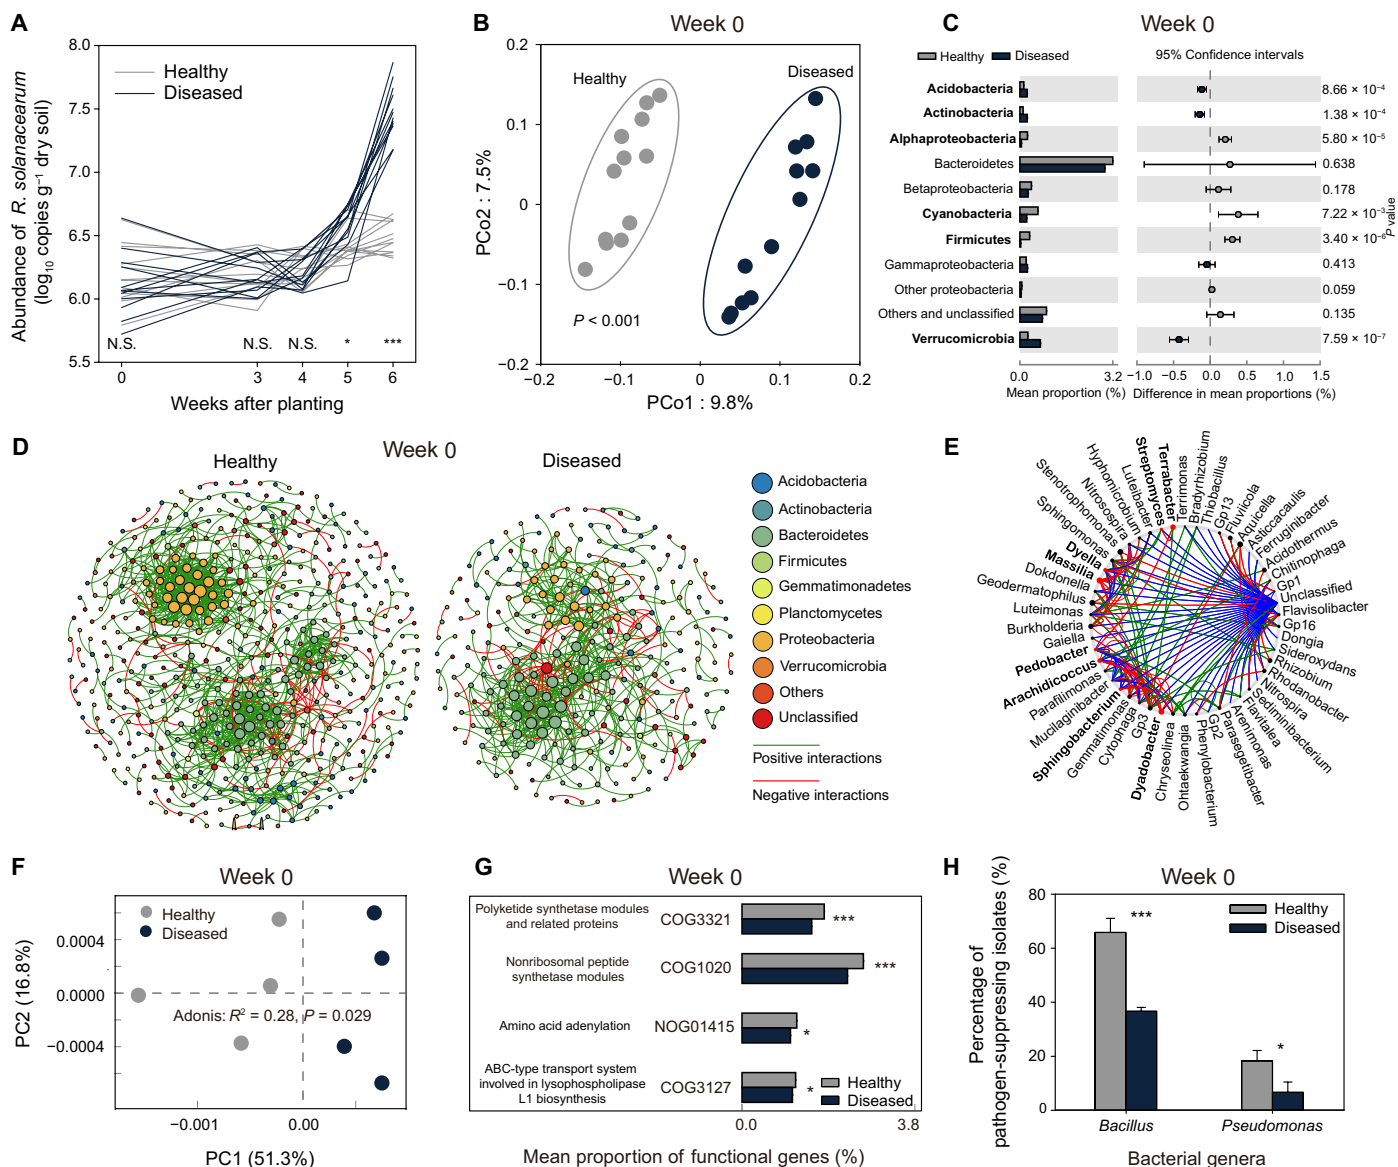 A
8.0
7.5
7.0
6.5
6.0
5.5
Healthy
Diseased
Abundance of R. solanacearum
(log10 copies g−1 dry soil)
N.S.
N.S.
N.S.
*
***
0
3
4
5
6
Weeks after planting
B
Week 0
0.2
0.1
0
−0.1
−0.2
Healthy
Diseased
P < 0.001
PCo2 : 7.5%
−0.2
−0.1
0
0.1
0.2
PCo1 : 9.8%
C
Week 0
Healthy
Diseased
95% Confidence intervals
Acidobacteria
8.66 × 10−4
Actinobacteria
1.38 × 10−4
Alphaproteobacteria
5.80 × 10−5
Bacteroidetes
0.638
Betaproteobacteria
0.178
Cyanobacteria
7.22 × 10−3
Firmicutes
3.40 × 10−6
Gammaproteobacteria
0.413
Other proteobacteria
0.059
Others and unclassified
0.135
Verrucomicrobia
7.59 × 10−7
P value
0.0
3.2
Mean proportion (%)
−1.0
−0.5
0.0
0.5
1.0
1.5
Difference in mean proportions (%)
D
Week 0
Healthy
Diseased
Acidobacteria
Actinobacteria
Bacteroidetes
Firmicutes
Gemmatimonadetes
Planctomycetes
Proteobacteria
Verrucomicrobia
Others
Unclassified
Positive interactions
Negative interactions
E
Terrimonas
Bradyrhizobium
Thiobacillus
Gp13
Fluviicola
Aquicella
Asticcacaulis
Ferruginibacter
Acidothermus
Chitinophaga
Gp1
Unclassified
Flavisolibacter
Gp16
Dongia
Sideroxydans
Rhizobium
Rhodanobacter
Nitrospira
Sediminibacterium
Flavitalea
Arenimonas
Parasegetibacter
Gp2
Phenylobacterium
Ohtaekwangia
Chryseolinea
Dyadobacter
Gp3
Cytophaga
Gemmatimonas
Sphingobacterium
Mucilaginibacter
Parafilimonas
Arachidicoccus
Pedobacter
Gaiella
Burkholderia
Luteimonas
Geodermatophilus
Dokdonella
Massilia
Dyella
Sphingomonas
Stenotrophomonas
Nitrosospira
Hyphomicrobium
Luteibacter
Streptomyces
Terrabacter
F
Week 0
Healthy
Diseased
0.0004
0.0000
−0.0004
Adonis: R2 = 0.28, P = 0.029
PC2 (16.8%)
−0.001
0.00
PC1 (51.3%)
G
Week 0
Polyketide synthetase modules
and related proteins
COG3321
***
Nonribosomal peptide
synthetase modules
COG1020
***
Amino acid adenylation
NOG01415
*
ABC-type transport system
involved in lysophospholipase
L1 biosynthesis
COG3127
*
Healthy
Diseased
0.0
3.8
Mean proportion of functional genes (%)
H
Week 0
Percentage of
pathogen-suppressing isolates (%)
80
60
40
20
0
***
*
Healthy
Diseased
Bacillus
Pseudomonas
Bacterial genera